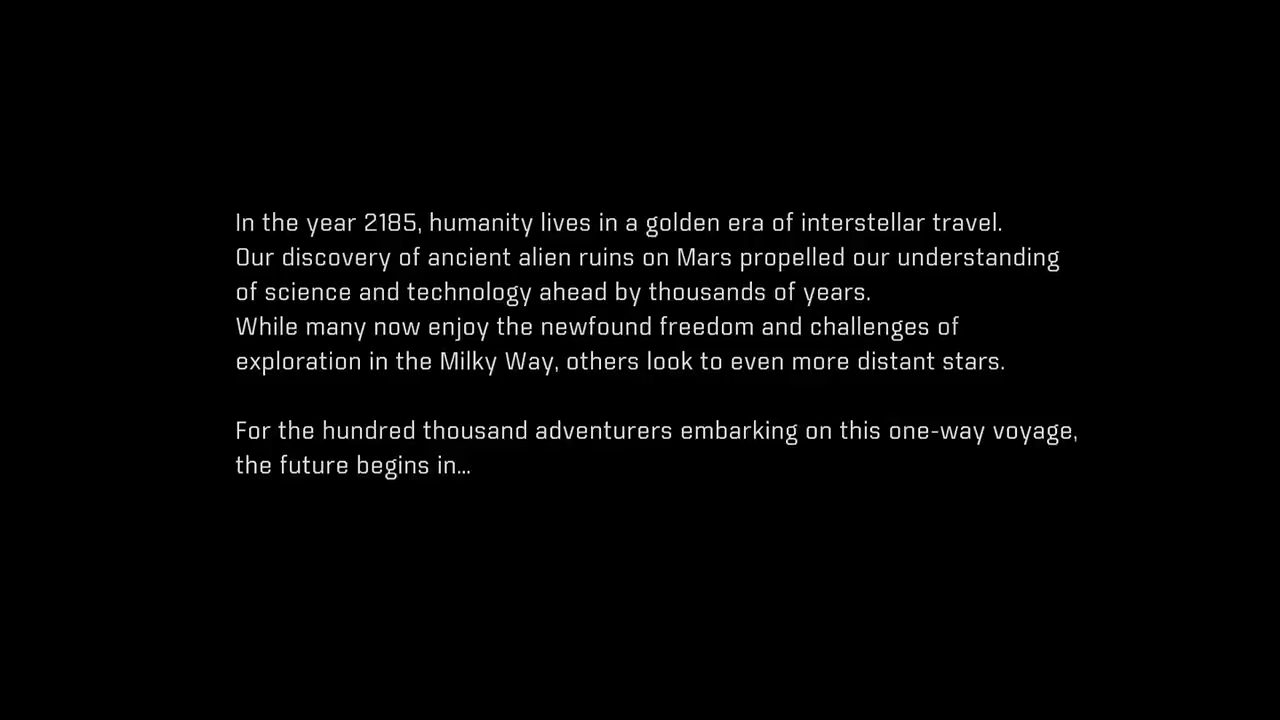 In the year 2185, humanity lives in a golden era of interstellar travel.
Our discovery of ancient alien ruins on Mars propelled our understanding
of science and technology ahead by thousands of years.
While many now enjoy the newfound freedom and challenges of
exploration in the Milky Way, others look to even more distant stars.
For the hundred thousand adventurers embarking on this one-way voyage,
the future begins in...